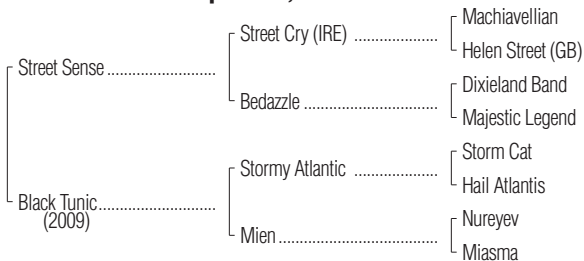 Machiavellian
Street Cry (IRE) ....................
Helen Street (GB)
Street Sense ..........................
Dixieland Band
Bedazzle ................................
Majestic Legend
Storm Cat
Stormy Atlantic ....................
Hail Atlantis
Black Tunic............................
(2009)
Nureyev
Mien ......................................
Miasma